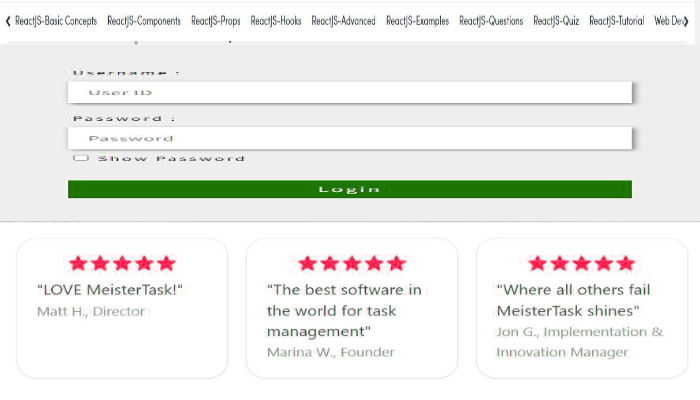 ReactJS-Basic Concepts ReactJS-Components ReactJS-Props ReactJS-Hooks ReactJS-Advanced ReactJS-Examples ReactJS-Questions ReactJS-Quiz ReactJS-Tutorial Web Dev
Username :
User ID
Password :
Password
Show Password
Login
"LOVE MeisterTask!"
Matt H., Director
"The best software in
the world for task
management"
Marina W., Founder
"Where all others fail
MeisterTask shines"
Jon G., Implementation &
Innovation Manager